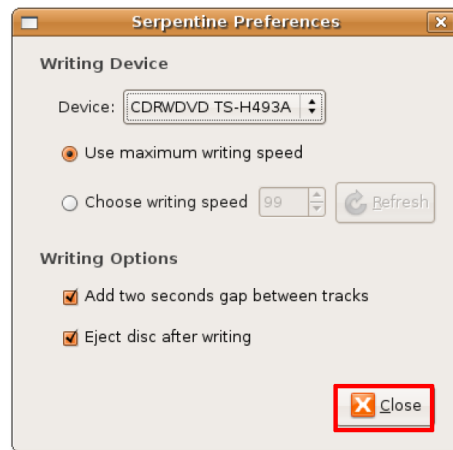 Serpentine Preferences
Writing Device
Device: CDRWDVD TS-H493A
Use maximum writing speed
Choose writing speed 99 Refresh
Writing Options
Add two seconds gap between tracks
Eject disc after writing
Close